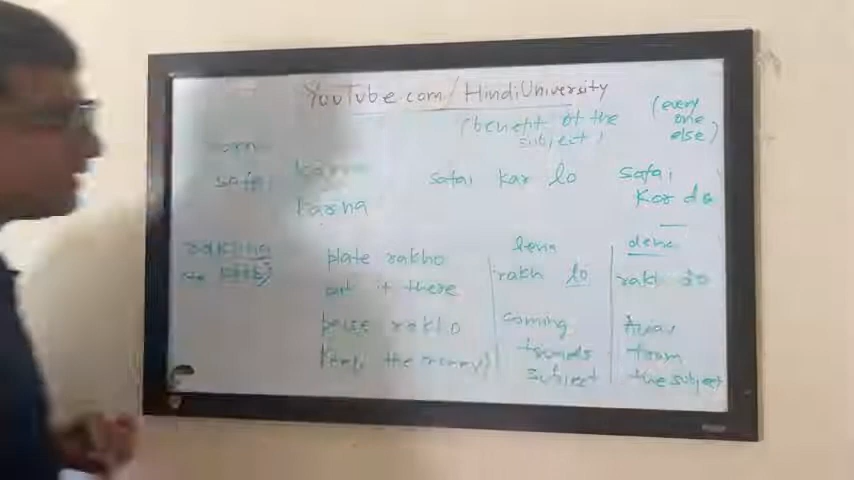 YouTube.com/HindiUniversity
(benefit of the subject)
(every one else)
safai karna
safai kar lo
safai kar do
karna
rakhna
plate rakho
put it there
paise rakho
(keep the money)
lena
rakh lo
coming
towards
subject
dena
rakh do
Away
from
the subject